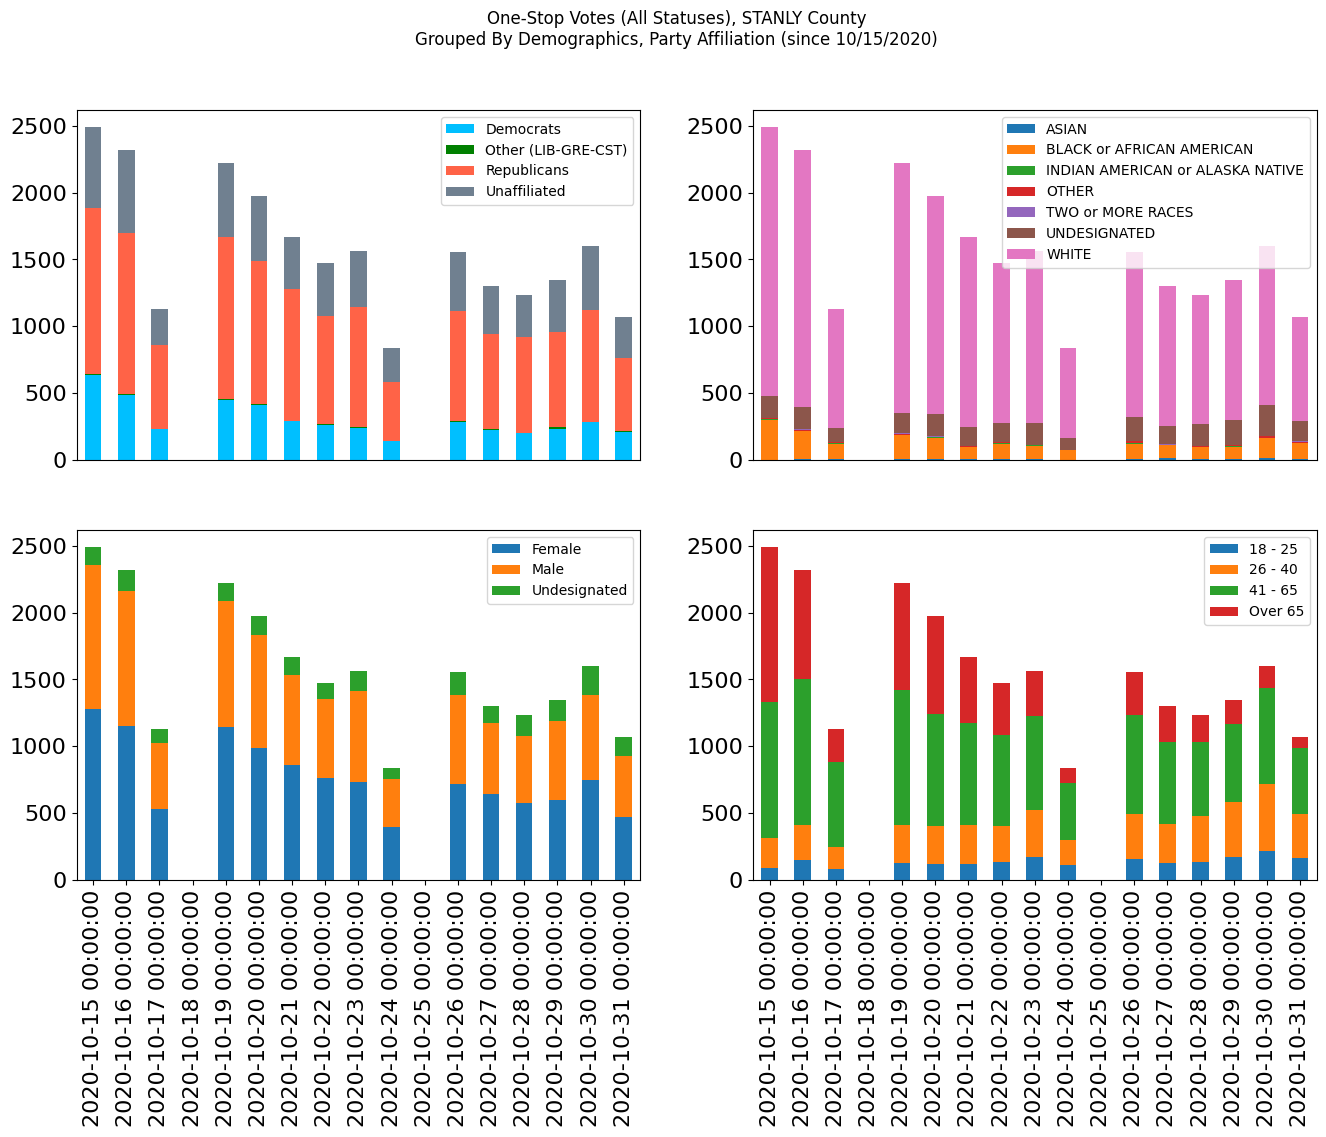 One-Stop Votes (All Statuses), STANLY County
Grouped By Demographics, Party Affiliation (since 10/15/2020)
2500
2000
1500
1000
500
0
Democrats
Other (LIB-GRE-CST)
Republicans
Unaffiliated
2500
2000
1500
1000
500
0
ASIAN
BLACK or AFRICAN AMERICAN
INDIAN AMERICAN or ALASKA NATIVE
OTHER
TWO or MORE RACES
UNDESIGNATED
WHITE
2500
2000
1500
1000
500
0
Female
Male
Undesignated
2020-10-15 00:00:00
2020-10-16 00:00:00
2020-10-17 00:00:00
2020-10-18 00:00:00
2020-10-19 00:00:00
2020-10-20 00:00:00
2020-10-21 00:00:00
2020-10-22 00:00:00
2020-10-23 00:00:00
2020-10-24 00:00:00
2020-10-25 00:00:00
2020-10-26 00:00:00
2020-10-27 00:00:00
2020-10-28 00:00:00
2020-10-29 00:00:00
2020-10-30 00:00:00
2020-10-31 00:00:00
2500
2000
1500
1000
500
0
18 - 25
26 - 40
41 - 65
Over 65
2020-10-15 00:00:00
2020-10-16 00:00:00
2020-10-17 00:00:00
2020-10-18 00:00:00
2020-10-19 00:00:00
2020-10-20 00:00:00
2020-10-21 00:00:00
2020-10-22 00:00:00
2020-10-23 00:00:00
2020-10-24 00:00:00
2020-10-25 00:00:00
2020-10-26 00:00:00
2020-10-27 00:00:00
2020-10-28 00:00:00
2020-10-29 00:00:00
2020-10-30 00:00:00
2020-10-31 00:00:00